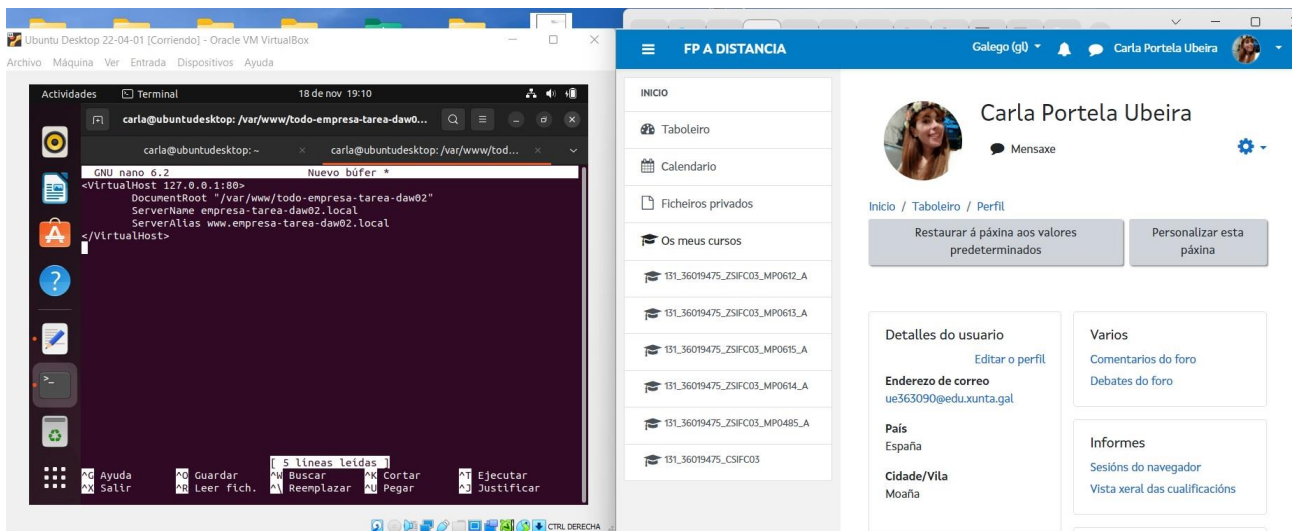 Ubuntu Desktop 22-04-01 [Corriendo] - Oracle VM VirtualBox
Archivo Máquina Ver Entrada Dispositivos Ayuda
Actividades Terminal 18 de nov 19:10
carla@ubuntudesktop: /var/www/todo-empresa-tarea-daw0...
carla@ubuntudesktop: ~ × carla@ubuntudesktop: /var/www/tod... ×
GNU nano 6.2 Nuevo búfer *
<VirtualHost 127.0.0.1:80>
DocumentRoot "/var/www/todo-empresa-tarea-daw02"
ServerName empresa-tarea-daw02.local
ServerAlias www.empresa-tarea-daw02.local
</VirtualHost>
[ 5 líneas leídas ]
^G Ayuda ^O Guardar ^W Buscar ^K Cortar ^T Ejecutar
^X Salir ^R Leer fich. ^\ Reemplazar ^U Pegar ^J Justificar
CTRL DERECHA
FP A DISTANCIA Galego (gl) Carla Portela Ubeira
INICIO
Taboleiro
Calendario
Ficheiros privados
Os meus cursos
131_36019475_ZSIFC03_MP0612_A
131_36019475_ZSIFC03_MP0613_A
131_36019475_ZSIFC03_MP0615_A
131_36019475_ZSIFC03_MP0614_A
131_36019475_ZSIFC03_MP0485_A
131_36019475_CSIFC03
Carla Portela Ubeira
Mensaxe
Inicio / Taboleiro / Perfil
Restaurar á páxina aos valores
predeterminados
Personalizar esta
páxina
Detalles do usuario
Editar o perfil
Enderezo de correo
ue363090@edu.xunta.gal
País
España
Cidade/Vila
Moaña
Varios
Comentarios do foro
Debates do foro
Informes
Sesións do navegador
Vista xeral das cualificacións